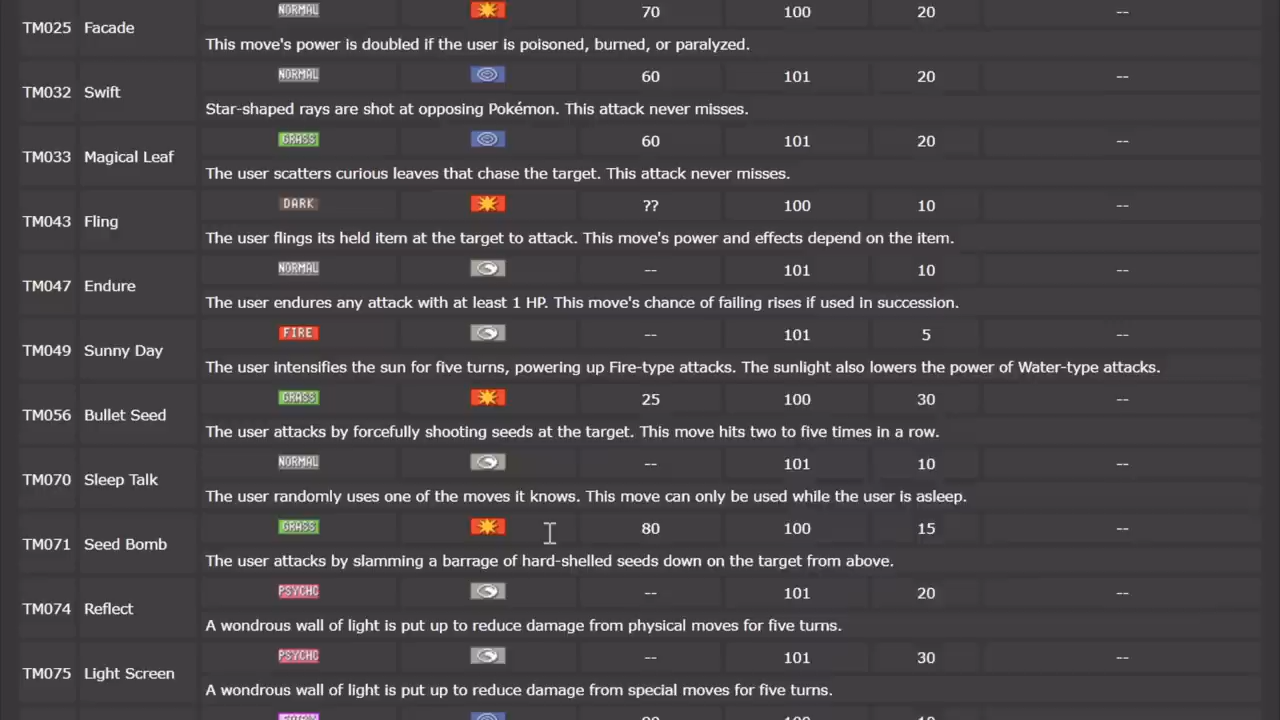 TM025 Facade NORMAL 70 100 20 --
This move's power is doubled if the user is poisoned, burned, or paralyzed.
TM032 Swift NORMAL 60 101 20 --
Star-shaped rays are shot at opposing Pokémon. This attack never misses.
TM033 Magical Leaf GRASS 60 101 20 --
The user scatters curious leaves that chase the target. This attack never misses.
TM043 Fling DARK ?? 100 10 --
The user flings its held item at the target to attack. This move's power and effects depend on the item.
TM047 Endure NORMAL -- 101 10 --
The user endures any attack with at least 1 HP. This move's chance of failing rises if used in succession.
TM049 Sunny Day FIRE -- 101 5 --
The user intensifies the sun for five turns, powering up Fire-type attacks. The sunlight also lowers the power of Water-type attacks.
TM056 Bullet Seed GRASS 25 100 30 --
The user attacks by forcefully shooting seeds at the target. This move hits two to five times in a row.
TM070 Sleep Talk NORMAL -- 101 10 --
The user randomly uses one of the moves it knows. This move can only be used while the user is asleep.
TM071 Seed Bomb GRASS 80 100 15 --
The user attacks by slamming a barrage of hard-shelled seeds down on the target from above.
TM074 Reflect PSYCHC -- 101 20 --
A wondrous wall of light is put up to reduce damage from physical moves for five turns.
TM075 Light Screen PSYCHC -- 101 30 --
A wondrous wall of light is put up to reduce damage from special moves for five turns.